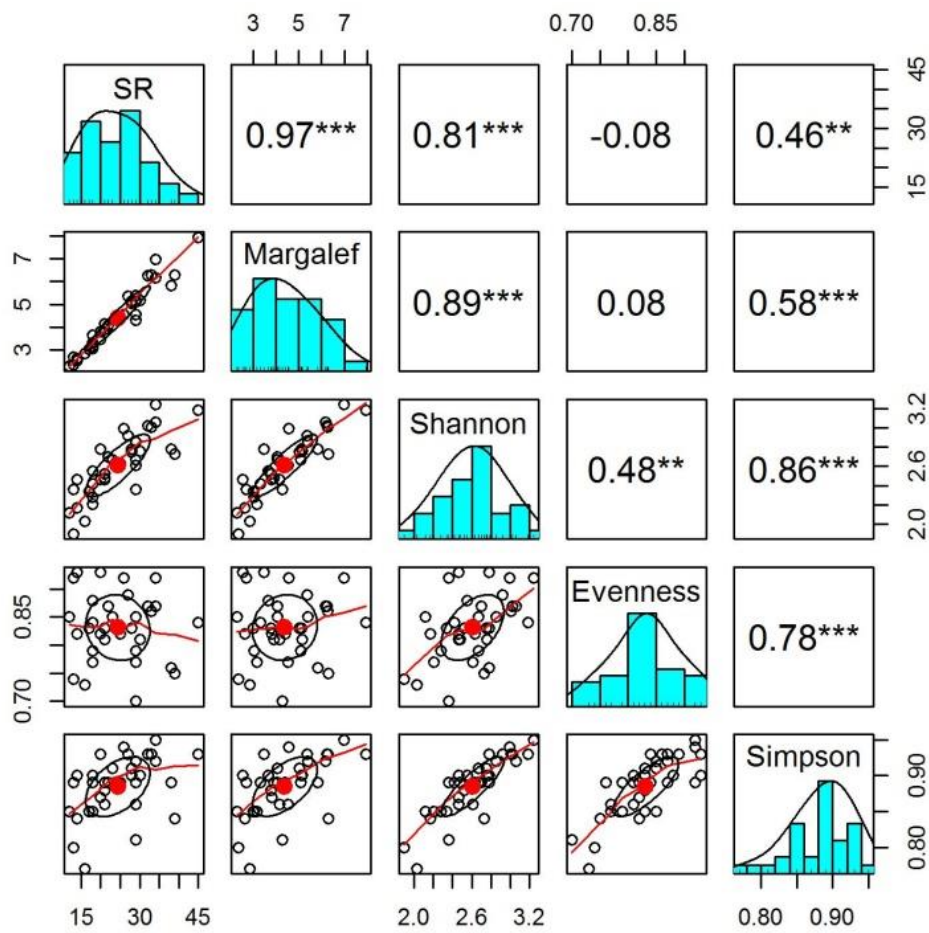 3 5 7 0.70 0.85
SR 0.97*** 0.81*** -0.08 0.46** 15 30 45
3 5 7 Margalef 0.89*** 0.08 0.58***
Shannon 0.48** 0.86*** 2.0 2.6 3.2
0.70 0.85 Evenness 0.78***
Simpson 0.80 0.90
15 30 45 2.0 2.6 3.2 0.80 0.90